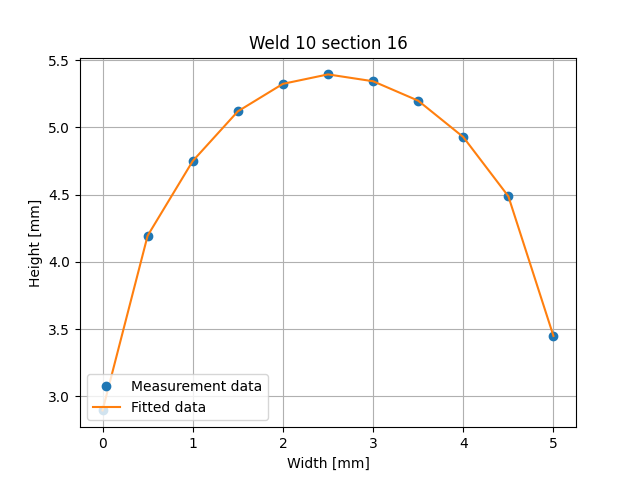 Weld 10 section 16
5.5
5.0
4.5
4.0
3.5
3.0
Height [mm]
Measurement data
Fitted data
0 1 2 3 4 5
Width [mm]